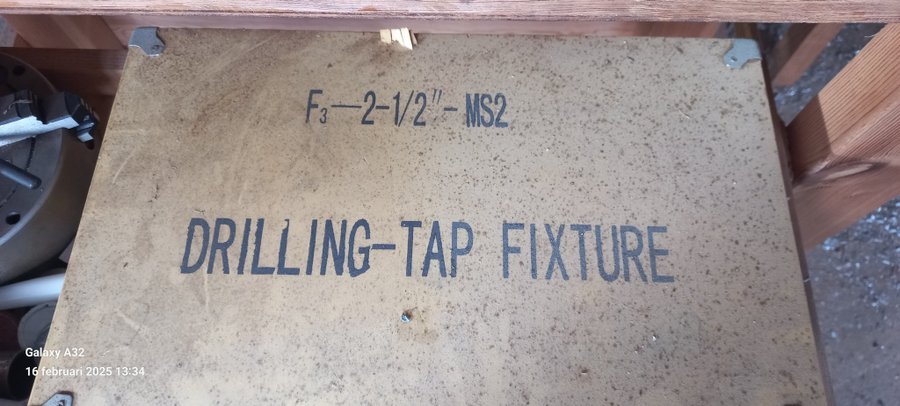 F₃—2-1/2"-MS2
DRILLING-TAP FIXTURE
Galaxy A32
16 februari 2025 13:34